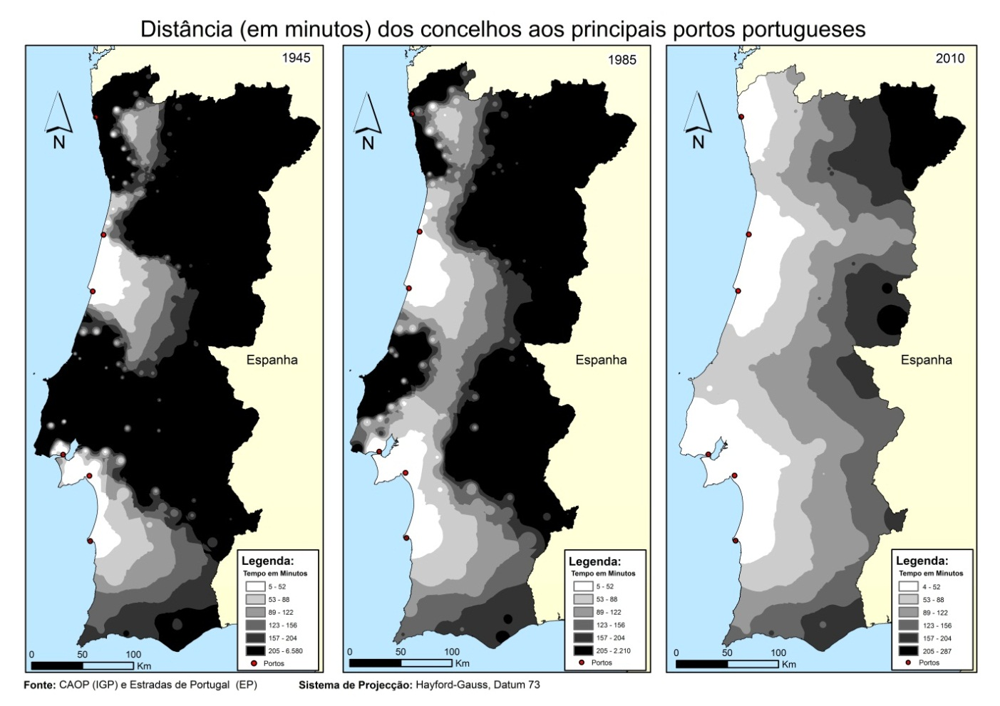 Distância (em minutos) dos concelhos aos principais portos portugueses
1945
N
Espanha
Legenda:
Tempo em Minutos
5 - 52
53 - 88
89 - 122
123 - 156
157 - 204
205 - 6.580
Portos
0 50 100
Km
1985
N
Espanha
Legenda:
Tempo em Minutos
5 - 52
53 - 88
89 - 122
123 - 156
157 - 204
205 - 2.210
Portos
0 50 100
Km
2010
N
Espanha
Legenda:
Tempo em Minutos
4 - 52
53 - 88
89 - 122
123 - 156
157 - 204
205 - 287
Portos
0 50 100
Km
Fonte: CAOP (IGP) e Estradas de Portugal (EP)
Sistema de Projecção: Hayford-Gauss, Datum 73